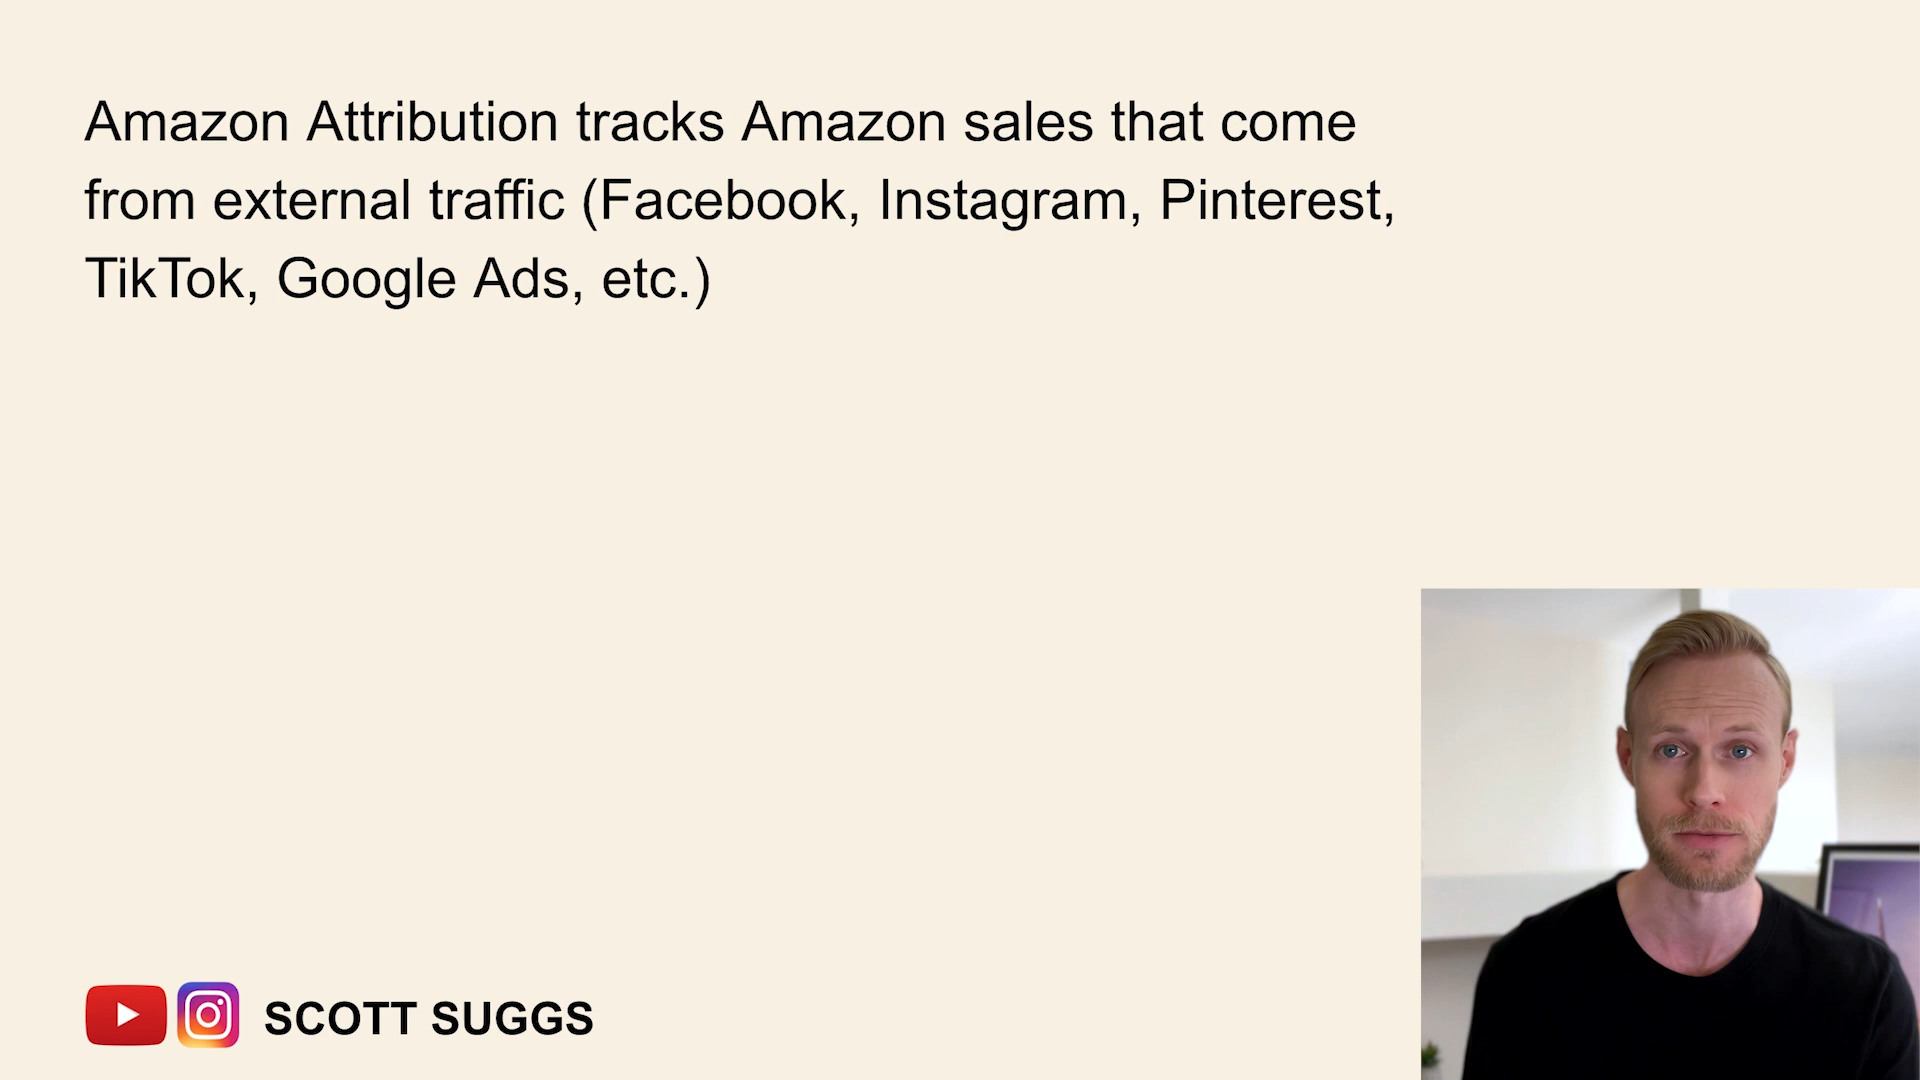 Amazon Attribution tracks Amazon sales that come
from external traffic (Facebook, Instagram, Pinterest,
TikTok, Google Ads, etc.)
SCOTT SUGGS